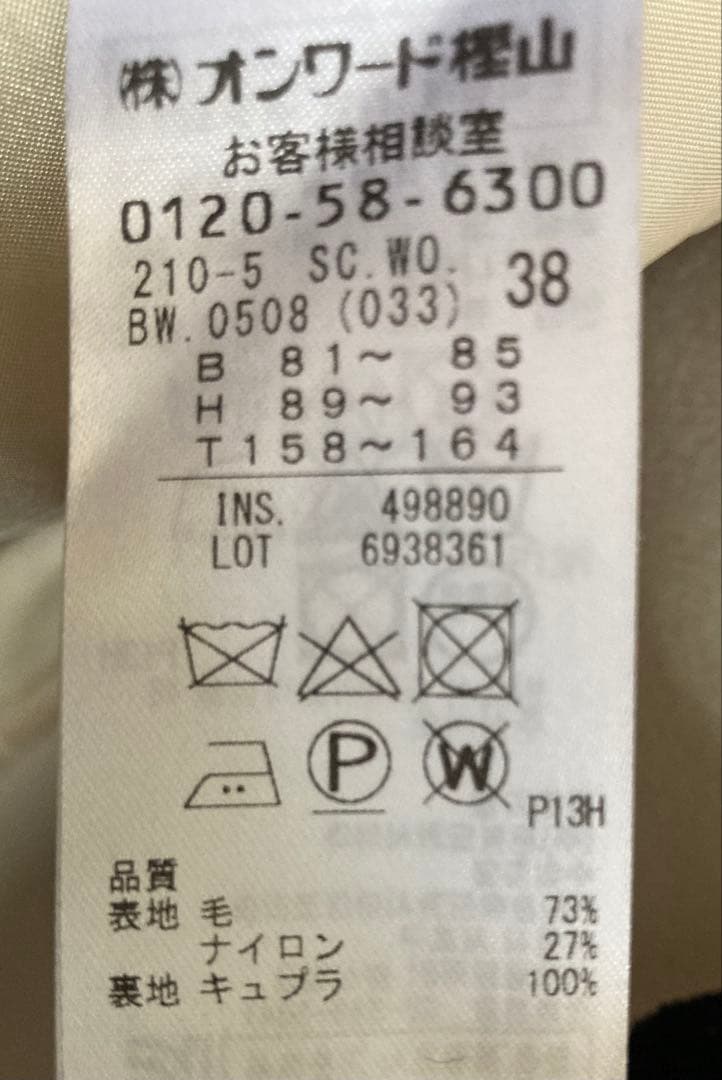 ㈱オンワード樫山
お客様相談室
0120-58-6300
210-5 SC.WO. 38
BW.0508 (033)
B 81～ 85
H 89～ 93
T158～164
INS. 498890
LOT 6938361
P
W
P13H
品質
表地 毛 73%
ナイロン 27%
裏地 キュプラ 100%